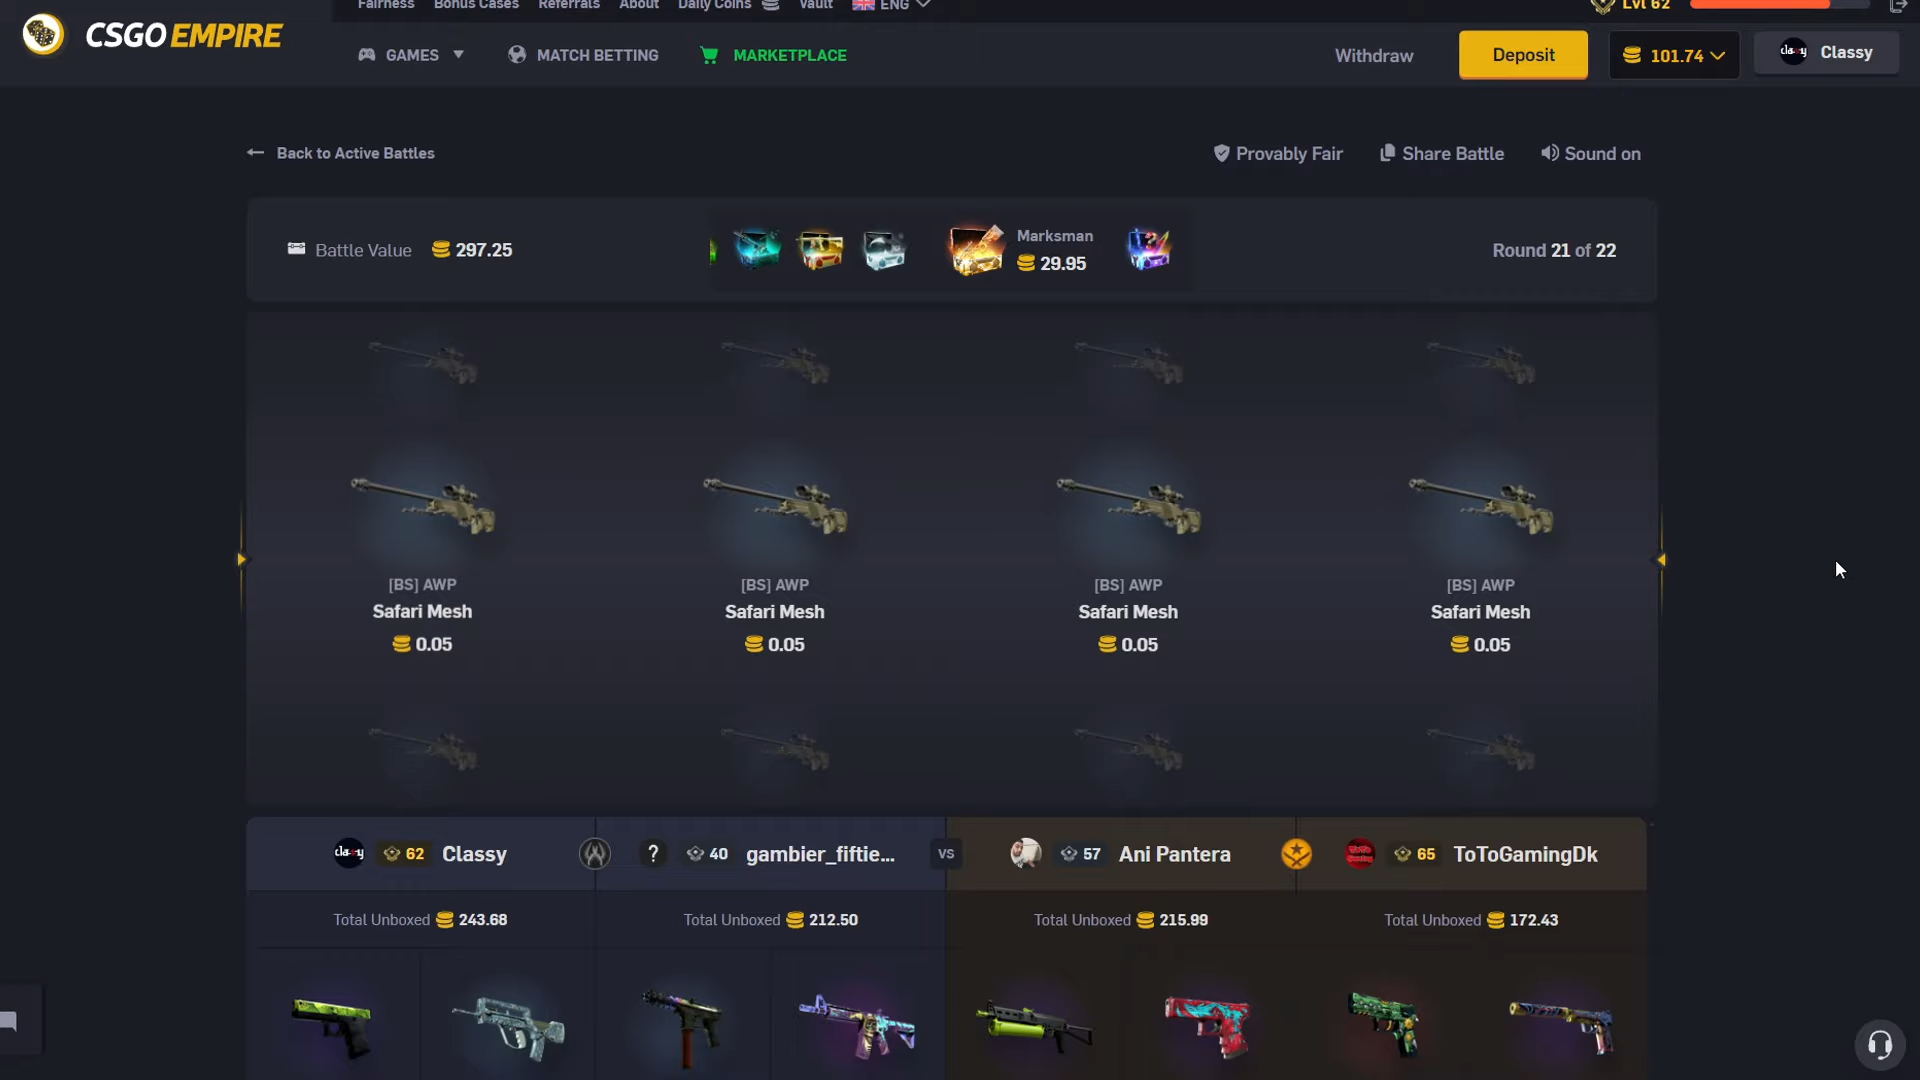 Fairness Bonus Cases Referrals About Daily Coins Vault ENG Lvl 62
CSGOEMPIRE
GAMES MATCH BETTING MARKETPLACE Withdraw Deposit 101.74 classy Classy
Back to Active Battles Provably Fair Share Battle Sound on
Battle Value 297.25 Marksman 29.95 Round 21 of 22
[BS] AWP [BS] AWP [BS] AWP [BS] AWP
Safari Mesh Safari Mesh Safari Mesh Safari Mesh
0.05 0.05 0.05 0.05
classy 62 Classy ? 40 gambier_fiftie... VS 57 Ani Pantera 65 ToToGamingDk
Total Unboxed 243.68 Total Unboxed 212.50 Total Unboxed 215.99 Total Unboxed 172.43